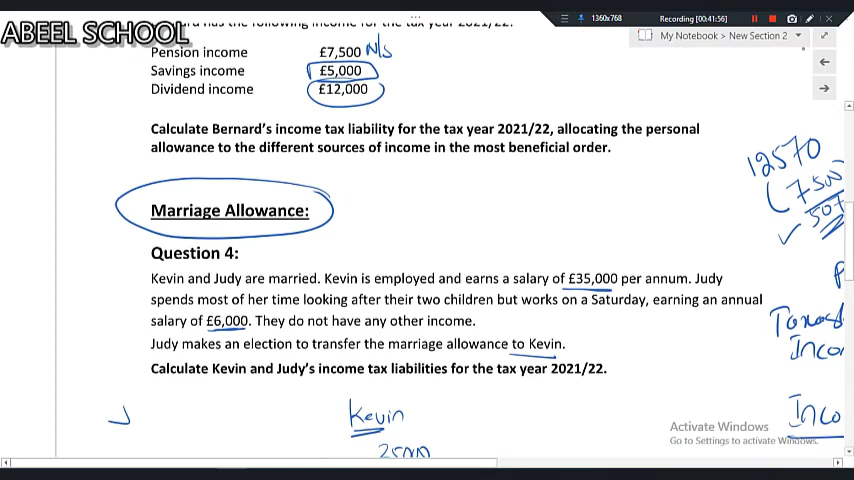 1360x768
Recording [00:41:56]
ABEEL SCHOOL
My Notebook > New Section 2
Pension income £7,500 N/s
Savings income £5,000
Dividend income £12,000
Calculate Bernard's income tax liability for the tax year 2021/22, allocating the personal
allowance to the different sources of income in the most beneficial order.
12570
(7500
507
Marriage Allowance:
Question 4:
Kevin and Judy are married. Kevin is employed and earns a salary of £35,000 per annum. Judy
spends most of her time looking after their two children but works on a Saturday, earning an annual
salary of £6,000. They do not have any other income.
Judy makes an election to transfer the marriage allowance to Kevin.
Calculate Kevin and Judy's income tax liabilities for the tax year 2021/22.
Inco
Kevin
Inco
Activate Windows
Go to Settings to activate Windows.